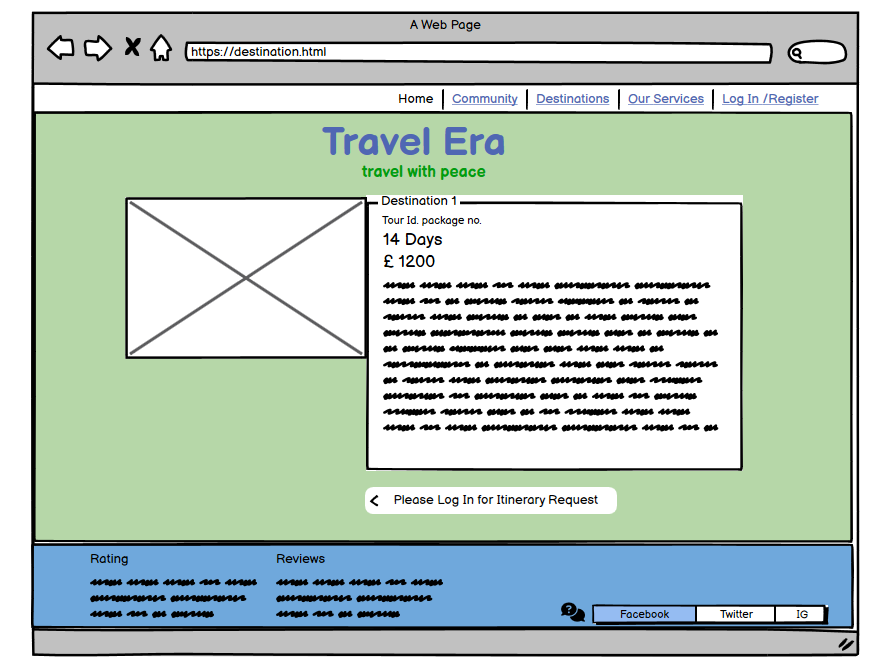 A Web Page
https://destination.html
Home Community Destinations Our Services Log In /Register
Travel Era
travel with peace
Destination 1
Tour Id. package no.
14 Days
£ 1200
Please Log In for Itinerary Request
Rating Reviews
Facebook Twitter IG